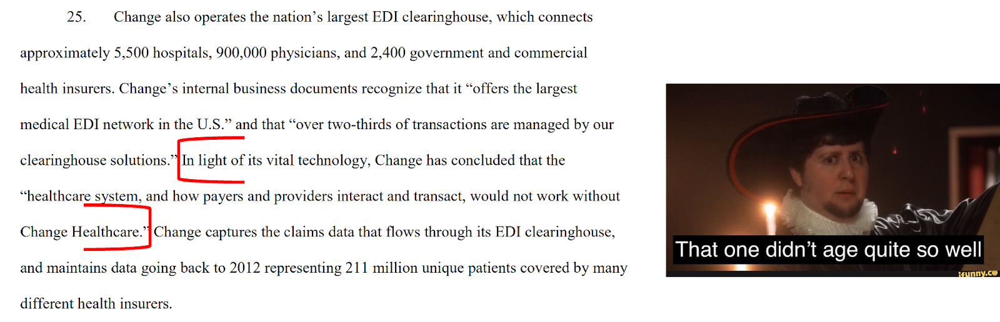 25. Change also operates the nation’s largest EDI clearinghouse, which connects
approximately 5,500 hospitals, 900,000 physicians, and 2,400 government and commercial
health insurers. Change’s internal business documents recognize that it “offers the largest
medical EDI network in the U.S.” and that “over two-thirds of transactions are managed by our
clearinghouse solutions.” In light of its vital technology, Change has concluded that the
“healthcare system, and how payers and providers interact and transact, would not work without
Change Healthcare.” Change captures the claims data that flows through its EDI clearinghouse,
and maintains data going back to 2012 representing 211 million unique patients covered by many
different health insurers.
That one didn’t age quite so well
ifunny.co